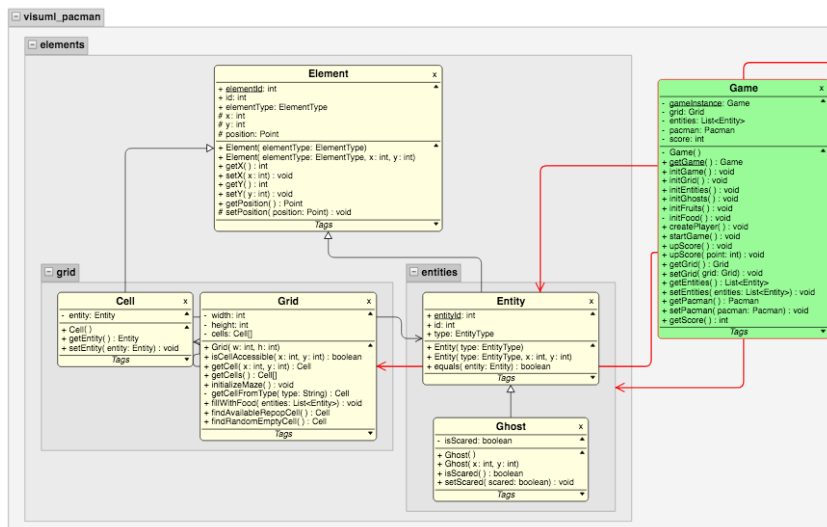 visuml_pacman
elements
Element x
+ elementId: int
+ id: int
+ elementType: ElementType
# x: int
# y: int
# position: Point
+ Element( elementType: ElementType)
+ Element( elementType: ElementType, x: int, y: int)
+ getX( ) : int
+ setX( x: int) : void
+ getY( ) : int
+ setY( y: int) : void
+ getPosition( ) : Point
# setPosition( position: Point) : void
Tags
Game x
- gameInstance: Game
- grid: Grid
- entities: List<Entity>
- pacman: Pacman
- score: int
- Game( )
+ getGame( ) : Game
+ initGame( ) : void
+ initGrid( ) : void
+ initEntities( ) : void
+ initGhosts( ) : void
+ initFruits( ) : void
- initFood( ) : void
+ createPlayer( ) : void
+ startGame( ) : void
+ upScore( ) : void
+ upScore( point: int) : void
+ getGrid( ) : Grid
+ setGrid( grid: Grid) : void
+ getEntities( ) : List<Entity>
+ setEntities( entities: List<Entity>) : void
+ getPacman( ) : Pacman
+ setPacman( pacman: Pacman) : void
+ getScore( ) : int
Tags
grid
Cell x
- entity: Entity
+ Cell( )
+ getEntity( ) : Entity
+ setEntity( entity: Entity) : void
Tags
Grid x
- width: int
- height: int
- cells: Cell[]
+ Grid( w: int, h: int)
+ isCellAccessible( x: int, y: int) : boolean
+ getCell( x: int, y: int) : Cell
+ getCells( ) : Cell[]
+ initializeMaze( ) : void
- getCellFromType( type: String) : Cell
+ fillWithFood( entities: List<Entity>) : void
+ findAvailableRepopCell( ) : Cell
+ findRandomEmptyCell( ) : Cell
Tags
entities
Entity x
+ entityId: int
+ id: int
+ type: EntityType
+ Entity( type: EntityType)
+ Entity( type: EntityType, x: int, y: int)
+ equals( entity: Entity) : boolean
Tags
Ghost x
- isScared: boolean
+ Ghost( )
+ Ghost( x: int, y: int)
+ isScared( ) : boolean
+ setScared( scared: boolean) : void
Tags